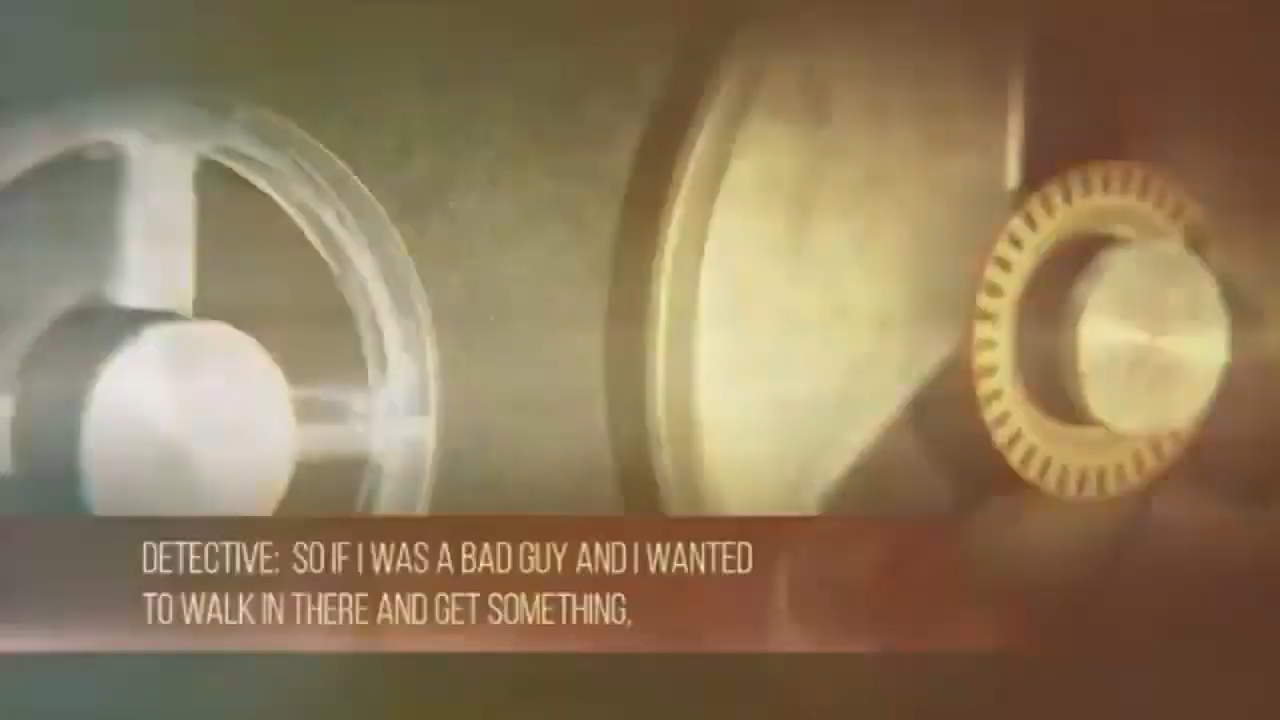 DETECTIVE: SO IF I WAS A BAD GUY AND I WANTED
TO WALK IN THERE AND GET SOMETHING,